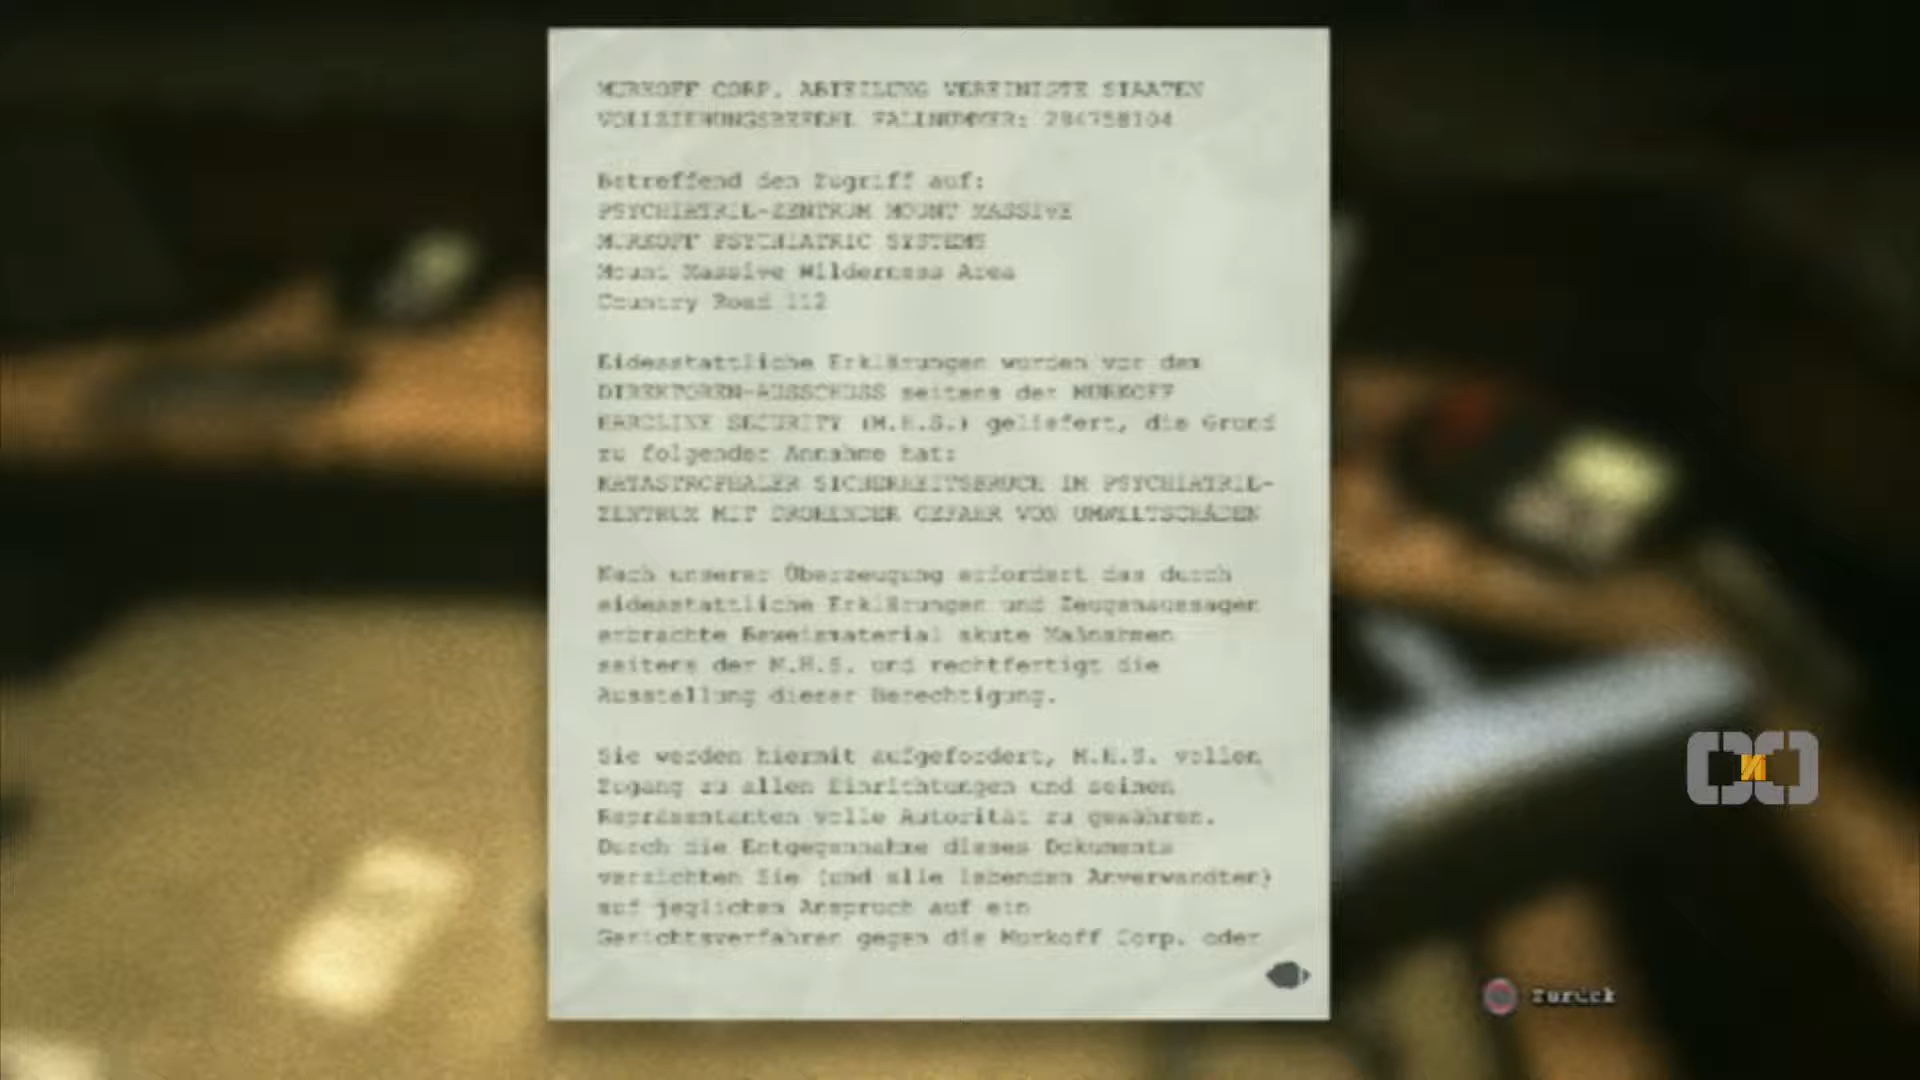 MURKOFF CORP. ABTEILUNG VEREINIGTE STAATEN
VOLLZIEHUNGSBEFEHL FALLNUMMER:
Betreffend den Zugriff auf:
PSYCHIATRIE-ZENTRUM MOUNT MASSIVE
MURKOFF PSYCHIATRIC SYSTEMS
Mount Massive Wilderness Area
Country Road 112
Eidesstattliche Erklärungen wurden vor dem
DIREKTOREN-AUSSCHUSS seitens der MURKOFF
HARDLINE SECURITY (M.H.S.) geliefert, die Grund
zu folgender Annahme hat:
KATASTROPHALER SICHERHEITSBRUCH IM PSYCHIATRIE-
ZENTRUM MIT DROHENDER GEFAHR VON UMWELTSCHÄDEN
Nach unserer Überzeugung erfordert das durch
eidesstattliche Erklärungen und Zeugenaussagen
erbrachte Beweismaterial akute Maßnahmen
seitens der M.H.S. und rechtfertigt die
Ausstellung dieser Berechtigung.
Sie werden hiermit aufgefordert, M.H.S. vollen
Zugang zu allen Einrichtungen und seinen
Repräsentanten volle Autorität zu gewähren.
Durch die Entgegennahme dieses Dokuments
verzichten Sie (und alle lebenden Anverwandten)
auf jeglichen Anspruch auf ein
Gerichtsverfahren gegen die Murkoff Corp. oder
Zurück